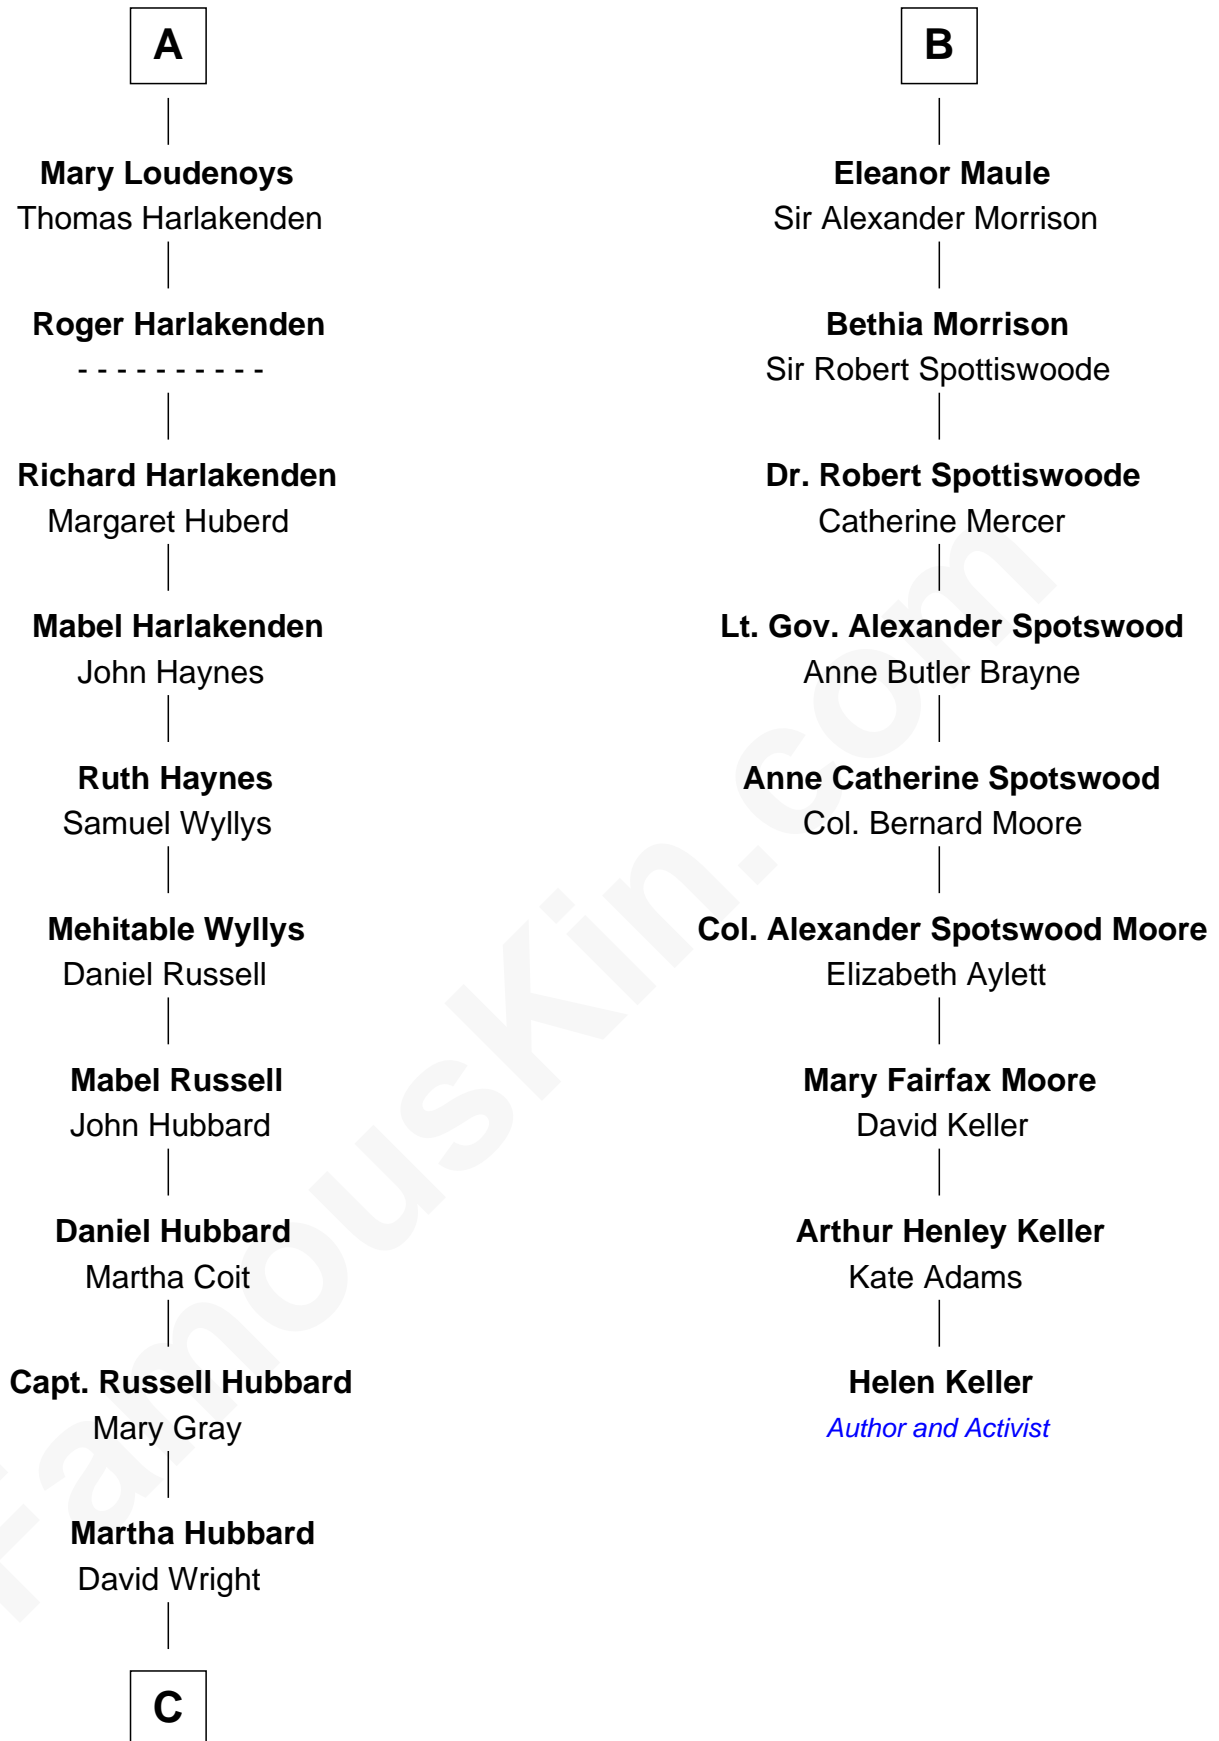 A
Mary Loudenoys
Thomas Harlakenden
Roger Harlakenden
- - - - - - - - - -
Richard Harlakenden
Margaret Huberd
Mabel Harlakenden
John Haynes
Ruth Haynes
Samuel Wyllys
Mehitable Wyllys
Daniel Russell
Mabel Russell
John Hubbard
Daniel Hubbard
Martha Coit
Capt. Russell Hubbard
Mary Gray
Martha Hubbard
David Wright
C
B
Eleanor Maule
Sir Alexander Morrison
Bethia Morrison
Sir Robert Spottiswoode
Dr. Robert Spottiswoode
Catherine Mercer
Lt. Gov. Alexander Spotswood
Anne Butler Brayne
Anne Catherine Spotswood
Col. Bernard Moore
Col. Alexander Spotswood Moore
Elizabeth Aylett
Mary Fairfax Moore
David Keller
Arthur Henley Keller
Kate Adams
Helen Keller
Author and Activist
FamousKin.com